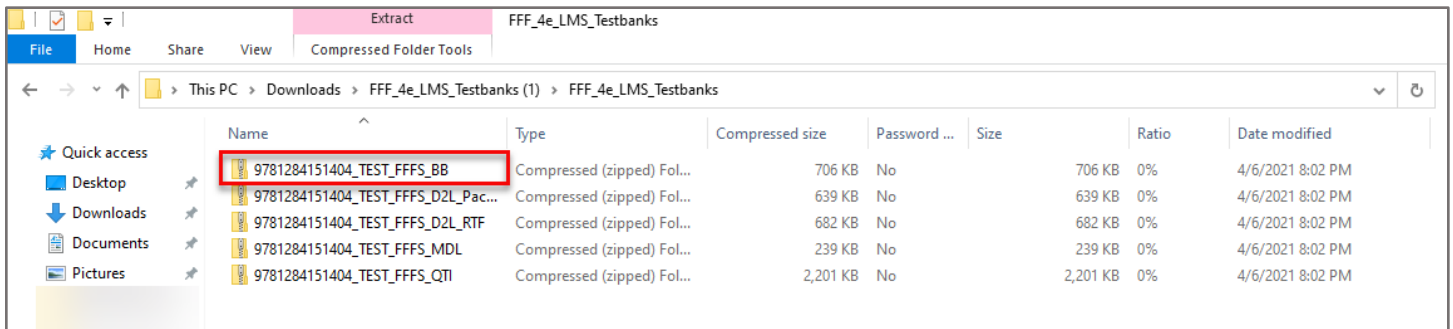 Extract FFF_4e_LMS_Testbanks
File Home Share View Compressed Folder Tools
This PC > Downloads > FFF_4e_LMS_Testbanks (1) > FFF_4e_LMS_Testbanks
Name Type Compressed size Password ... Size Ratio Date modified
Quick access
Desktop
Downloads
Documents
Pictures
9781284151404_TEST_FFFS_BB Compressed (zipped) Fol... 706 KB No 706 KB 0% 4/6/2021 8:02 PM
9781284151404_TEST_FFFS_D2L_Pac... Compressed (zipped) Fol... 639 KB No 639 KB 0% 4/6/2021 8:02 PM
9781284151404_TEST_FFFS_D2L_RTF Compressed (zipped) Fol... 682 KB No 682 KB 0% 4/6/2021 8:02 PM
9781284151404_TEST_FFFS_MDL Compressed (zipped) Fol... 239 KB No 239 KB 0% 4/6/2021 8:02 PM
9781284151404_TEST_FFFS_QTI Compressed (zipped) Fol... 2,201 KB No 2,201 KB 0% 4/6/2021 8:02 PM